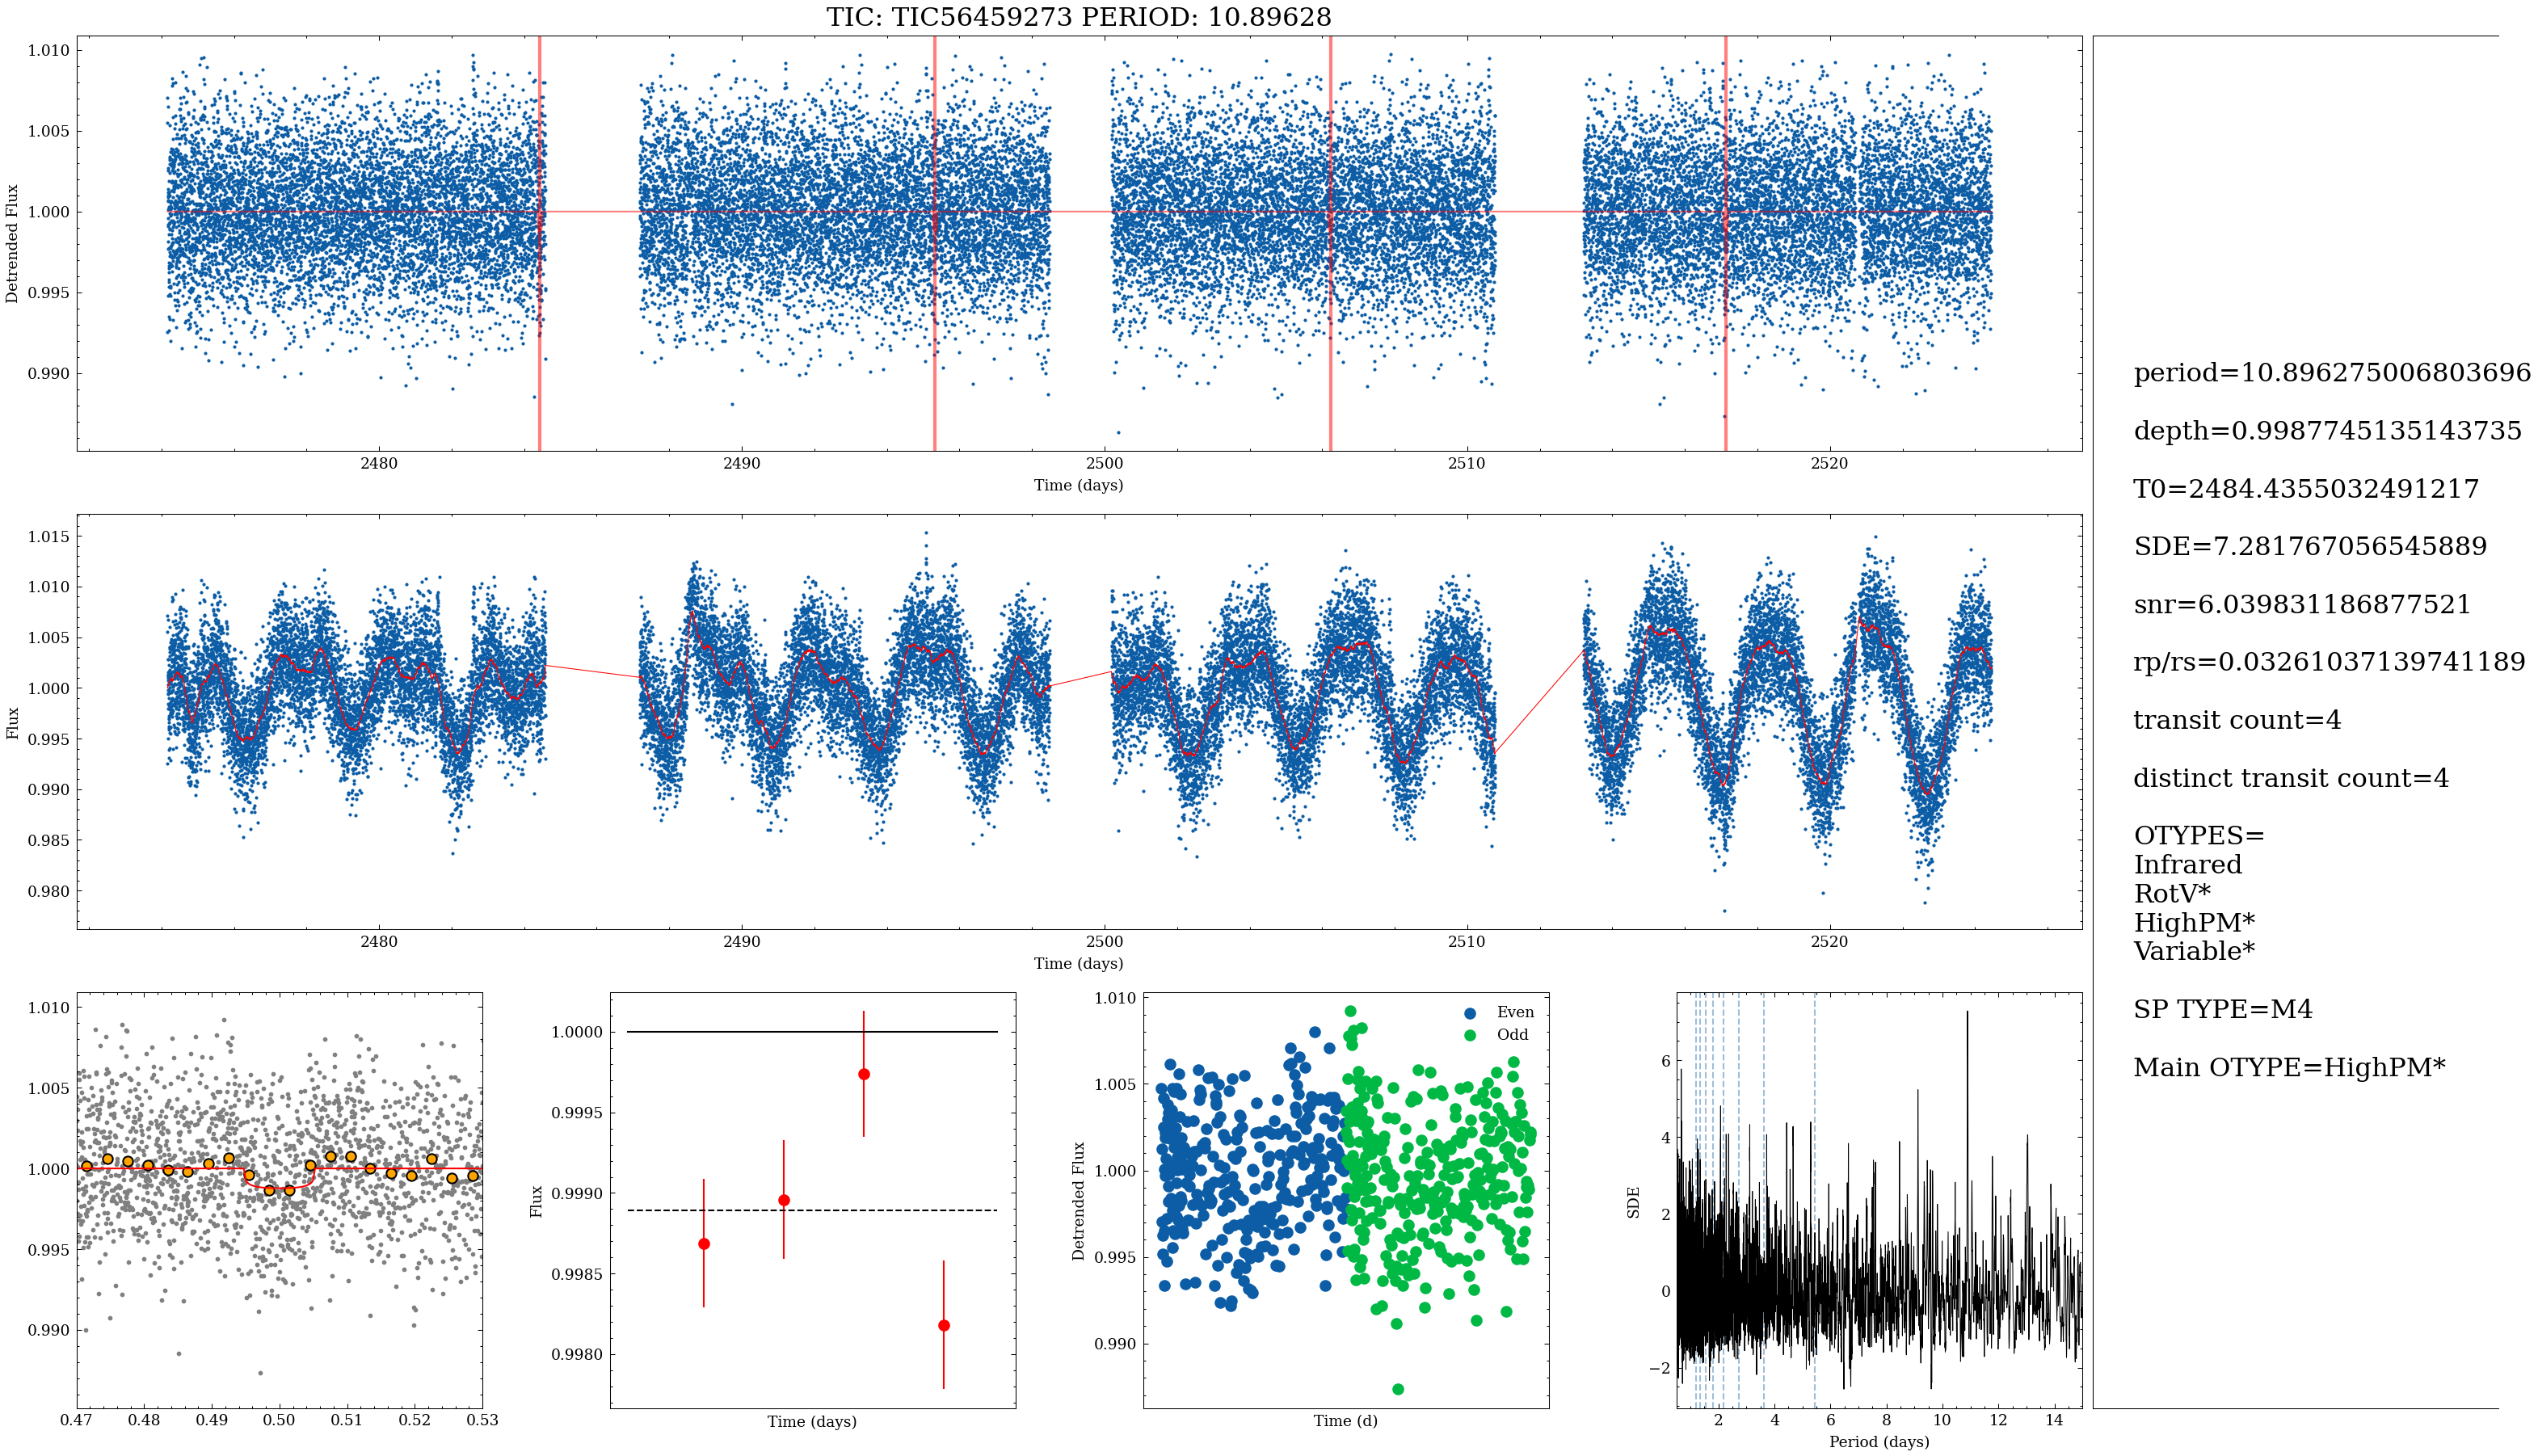 TIC: TIC56459273 PERIOD: 10.89628
1.010
1.005
1.000
0.995
0.990
Detrended Flux
2480
2490
2500
2510
2520
Time (days)
period=10.896275006803696
depth=0.9987745135143735
T0=2484.4355032491217
SDE=7.281767056545889
snr=6.039831186877521
rp/rs=0.03261037139741189
transit count=4
distinct transit count=4
OTYPES=
Infrared
RotV*
HighPM*
Variable*
SP TYPE=M4
Main OTYPE=HighPM*
1.015
1.010
1.005
1.000
0.995
0.990
0.985
0.980
Flux
2480
2490
2500
2510
2520
Time (days)
1.010
1.005
1.000
0.995
0.990
0.47
0.48
0.49
0.50
0.51
0.52
0.53
1.0000
0.9995
0.9990
0.9985
0.9980
Flux
Time (days)
1.010
1.005
1.000
0.995
0.990
Detrended Flux
Even
Odd
Time (d)
6
4
2
0
−2
SDE
2
4
6
8
10
12
14
Period (days)